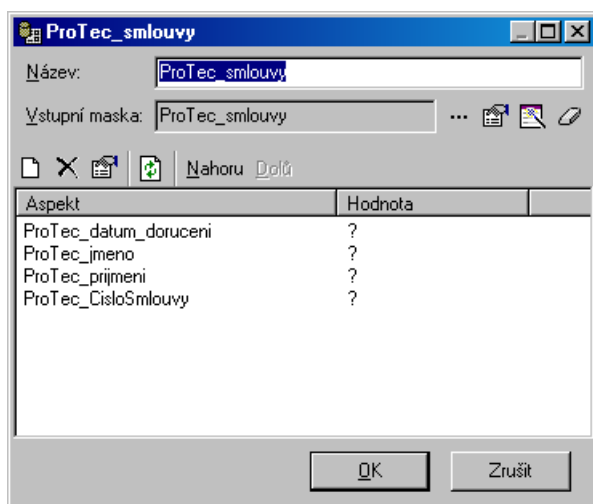 ProTec_smlouvy
Název: ProTec_smlouvy
Vstupní maska: ProTec_smlouvy ...
Nahoru Dolů
Aspekt Hodnota
ProTec_datum_doruceni ?
ProTec_jmeno ?
ProTec_prijmeni ?
ProTec_CisloSmlouvy ?
OK Zrušit